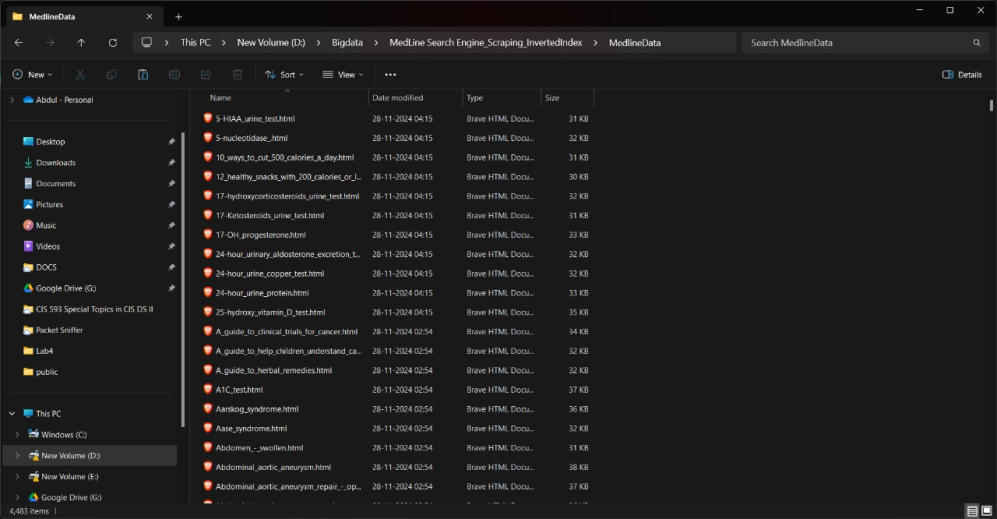 MedlineData
This PC > New Volume (D:) > Bigdata > MedLine Search Engine_Scraping_InvertedIndex > MedlineData
Search MedlineData
New
Sort
View
Details
Abdul - Personal
Desktop
Downloads
Documents
Pictures
Music
Videos
DOCS
Google Drive (G:)
CIS 593 Special Topics in CIS DS II
Packet Sniffer
Lab4
public
This PC
Windows (C:)
New Volume (D:)
New Volume (E:)
Google Drive (G:)
Name Date modified Type Size
5-HIAA_urine_test.html 28-11-2024 04:15 Brave HTML Docu... 31 KB
5-nucleotidase_.html 28-11-2024 04:15 Brave HTML Docu... 32 KB
10_ways_to_cut_500_calories_a_day.html 28-11-2024 04:15 Brave HTML Docu... 31 KB
12_healthy_snacks_with_200_calories_or_l... 28-11-2024 04:15 Brave HTML Docu... 30 KB
17-hydroxycorticosteroids_urine_test.html 28-11-2024 04:15 Brave HTML Docu... 32 KB
17-Ketosteroids_urine_test.html 28-11-2024 04:15 Brave HTML Docu... 31 KB
17-OH_progesterone.html 28-11-2024 04:15 Brave HTML Docu... 33 KB
24-hour_urinary_aldosterone_excretion_t... 28-11-2024 04:15 Brave HTML Docu... 32 KB
24-hour_urine_copper_test.html 28-11-2024 04:15 Brave HTML Docu... 32 KB
24-hour_urine_protein.html 28-11-2024 04:15 Brave HTML Docu... 33 KB
25-hydroxy_vitamin_D_test.html 28-11-2024 04:15 Brave HTML Docu... 35 KB
A_guide_to_clinical_trials_for_cancer.html 28-11-2024 02:54 Brave HTML Docu... 34 KB
A_guide_to_help_children_understand_ca... 28-11-2024 02:54 Brave HTML Docu... 32 KB
A_guide_to_herbal_remedies.html 28-11-2024 02:54 Brave HTML Docu... 32 KB
A1C_test.html 28-11-2024 02:54 Brave HTML Docu... 37 KB
Aarskog_syndrome.html 28-11-2024 02:54 Brave HTML Docu... 36 KB
Aase_syndrome.html 28-11-2024 02:54 Brave HTML Docu... 32 KB
Abdomen_-_swollen.html 28-11-2024 02:54 Brave HTML Docu... 31 KB
Abdominal_aortic_aneurysm.html 28-11-2024 02:54 Brave HTML Docu... 38 KB
Abdominal_aortic_aneurysm_repair_-_op... 28-11-2024 02:54 Brave HTML Docu... 37 KB
4,483 items